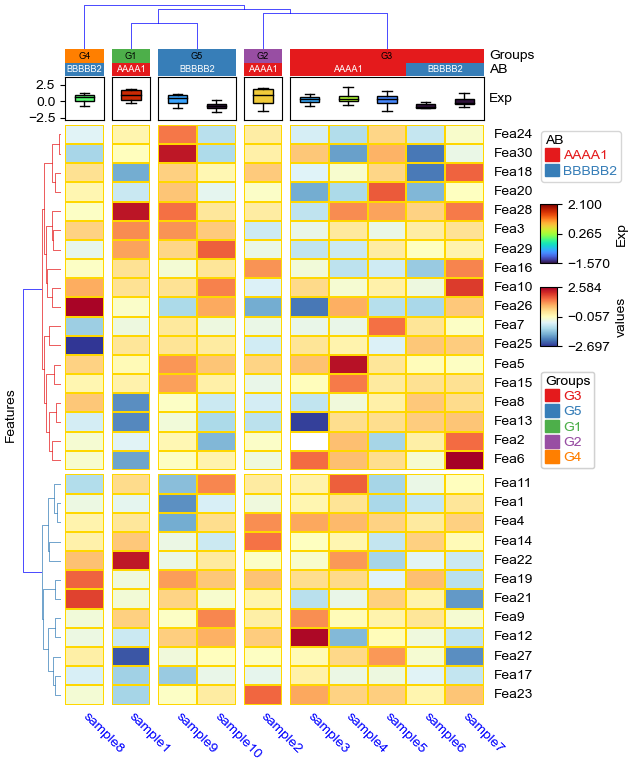 G4 G1 G5 G2 G3 Groups
BBBBB2 AAAA1 BBBBB2 AAAA1 AAAA1 BBBBB2 AB
2.5
0.0
−2.5
Exp
Fea24
Fea30
Fea18
Fea20
Fea28
Fea3
Fea29
Fea16
Fea10
Fea26
Fea7
Fea25
Fea5
Fea15
Fea8
Fea13
Fea2
Fea6
Fea11
Fea1
Fea4
Fea14
Fea22
Fea19
Fea21
Fea9
Fea12
Fea27
Fea17
Fea23
Features
sample8 sample1 sample9 sample10 sample2 sample3 sample4 sample5 sample6 sample7
AB
AAAA1
BBBBB2
2.100
0.265
−1.570
Exp
2.584
−0.057
−2.697
values
Groups
G3
G5
G1
G2
G4